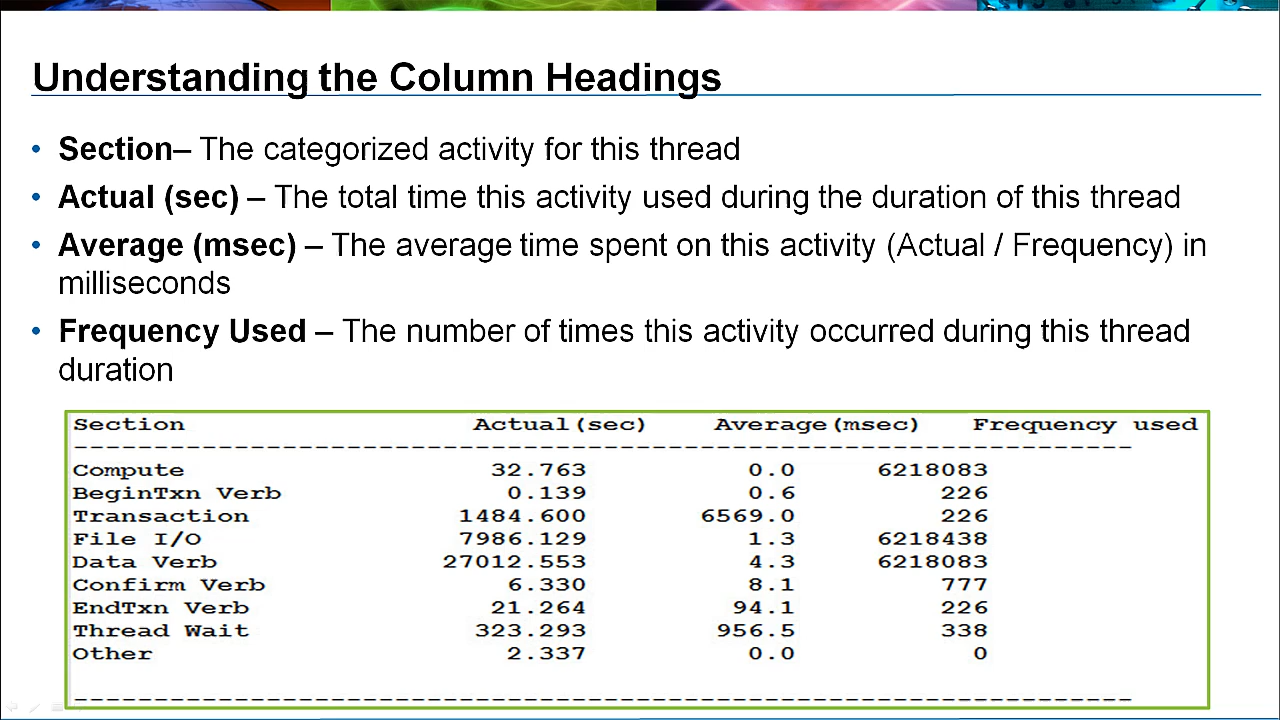 Understanding the Column Headings
• Section– The categorized activity for this thread
• Actual (sec) – The total time this activity used during the duration of this thread
• Average (msec) – The average time spent on this activity (Actual / Frequency) in
milliseconds
• Frequency Used – The number of times this activity occurred during this thread
duration
Section Actual(sec) Average(msec) Frequency used
------------------------------------------------------------------
Compute 32.763 0.0 6218083
BeginTxn Verb 0.139 0.6 226
Transaction 1484.600 6569.0 226
File I/O 7986.129 1.3 6218438
Data Verb 27012.553 4.3 6218083
Confirm Verb 6.330 8.1 777
EndTxn Verb 21.264 94.1 226
Thread Wait 323.293 956.5 338
Other 2.337 0.0 0
------------------------------------------------------------------